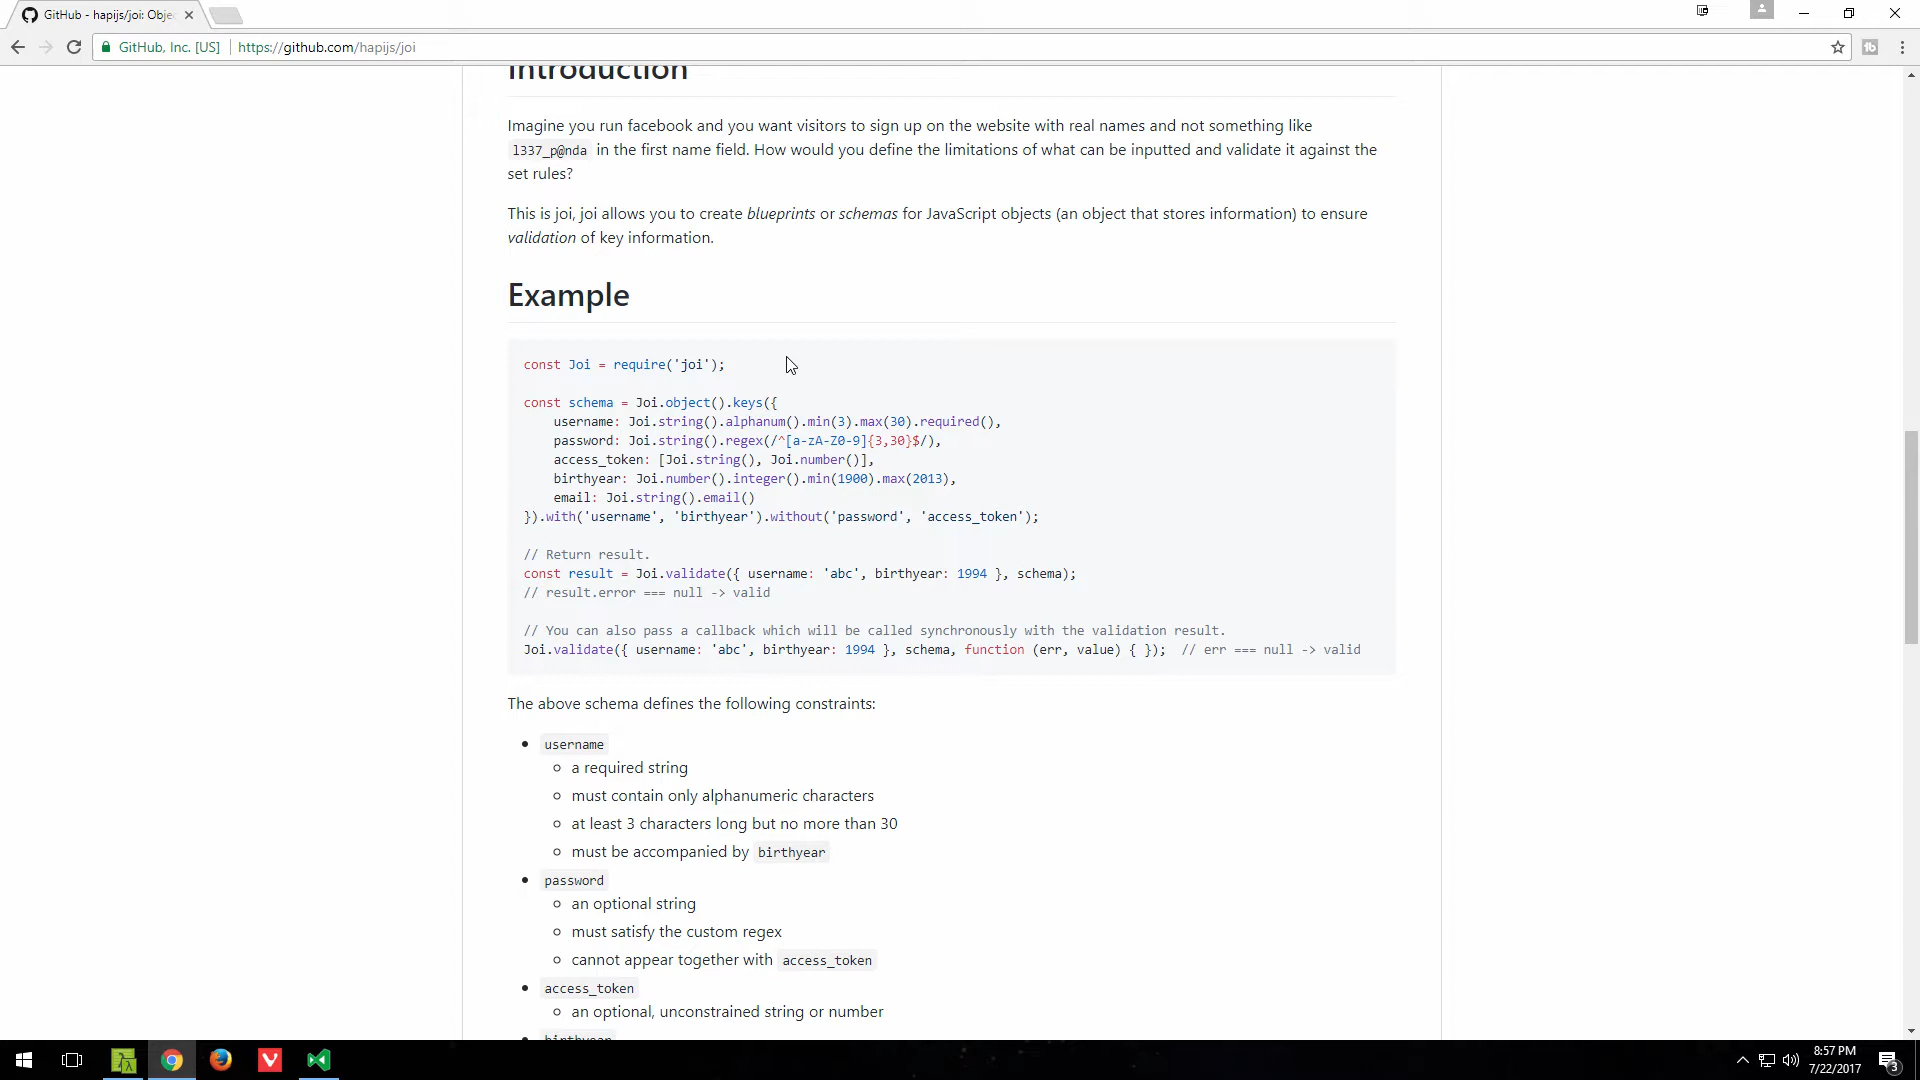 GitHub - hapijs/joi: Obje
GitHub, Inc. [US]
https://github.com/hapijs/joi
Introduction
Imagine you run facebook and you want visitors to sign up on the website with real names and not something like
l337_p@nda in the first name field. How would you define the limitations of what can be inputted and validate it against the
set rules?
This is joi, joi allows you to create blueprints or schemas for JavaScript objects (an object that stores information) to ensure
validation of key information.
Example
const Joi = require('joi');
const schema = Joi.object().keys({
    username: Joi.string().alphanum().min(3).max(30).required(),
    password: Joi.string().regex(/^[a-zA-Z0-9]{3,30}$/),
    access_token: [Joi.string(), Joi.number()],
    birthyear: Joi.number().integer().min(1900).max(2013),
    email: Joi.string().email()
}).with('username', 'birthyear').without('password', 'access_token');
// Return result.
const result = Joi.validate({ username: 'abc', birthyear: 1994 }, schema);
// result.error === null -> valid
// You can also pass a callback which will be called synchronously with the validation result.
Joi.validate({ username: 'abc', birthyear: 1994 }, schema, function (err, value) { });  // err === null -> valid
The above schema defines the following constraints:
username
a required string
must contain only alphanumeric characters
at least 3 characters long but no more than 30
must be accompanied by birthyear
password
an optional string
must satisfy the custom regex
cannot appear together with access_token
access_token
an optional, unconstrained string or number
birthyear
8:57 PM
7/22/2017
3